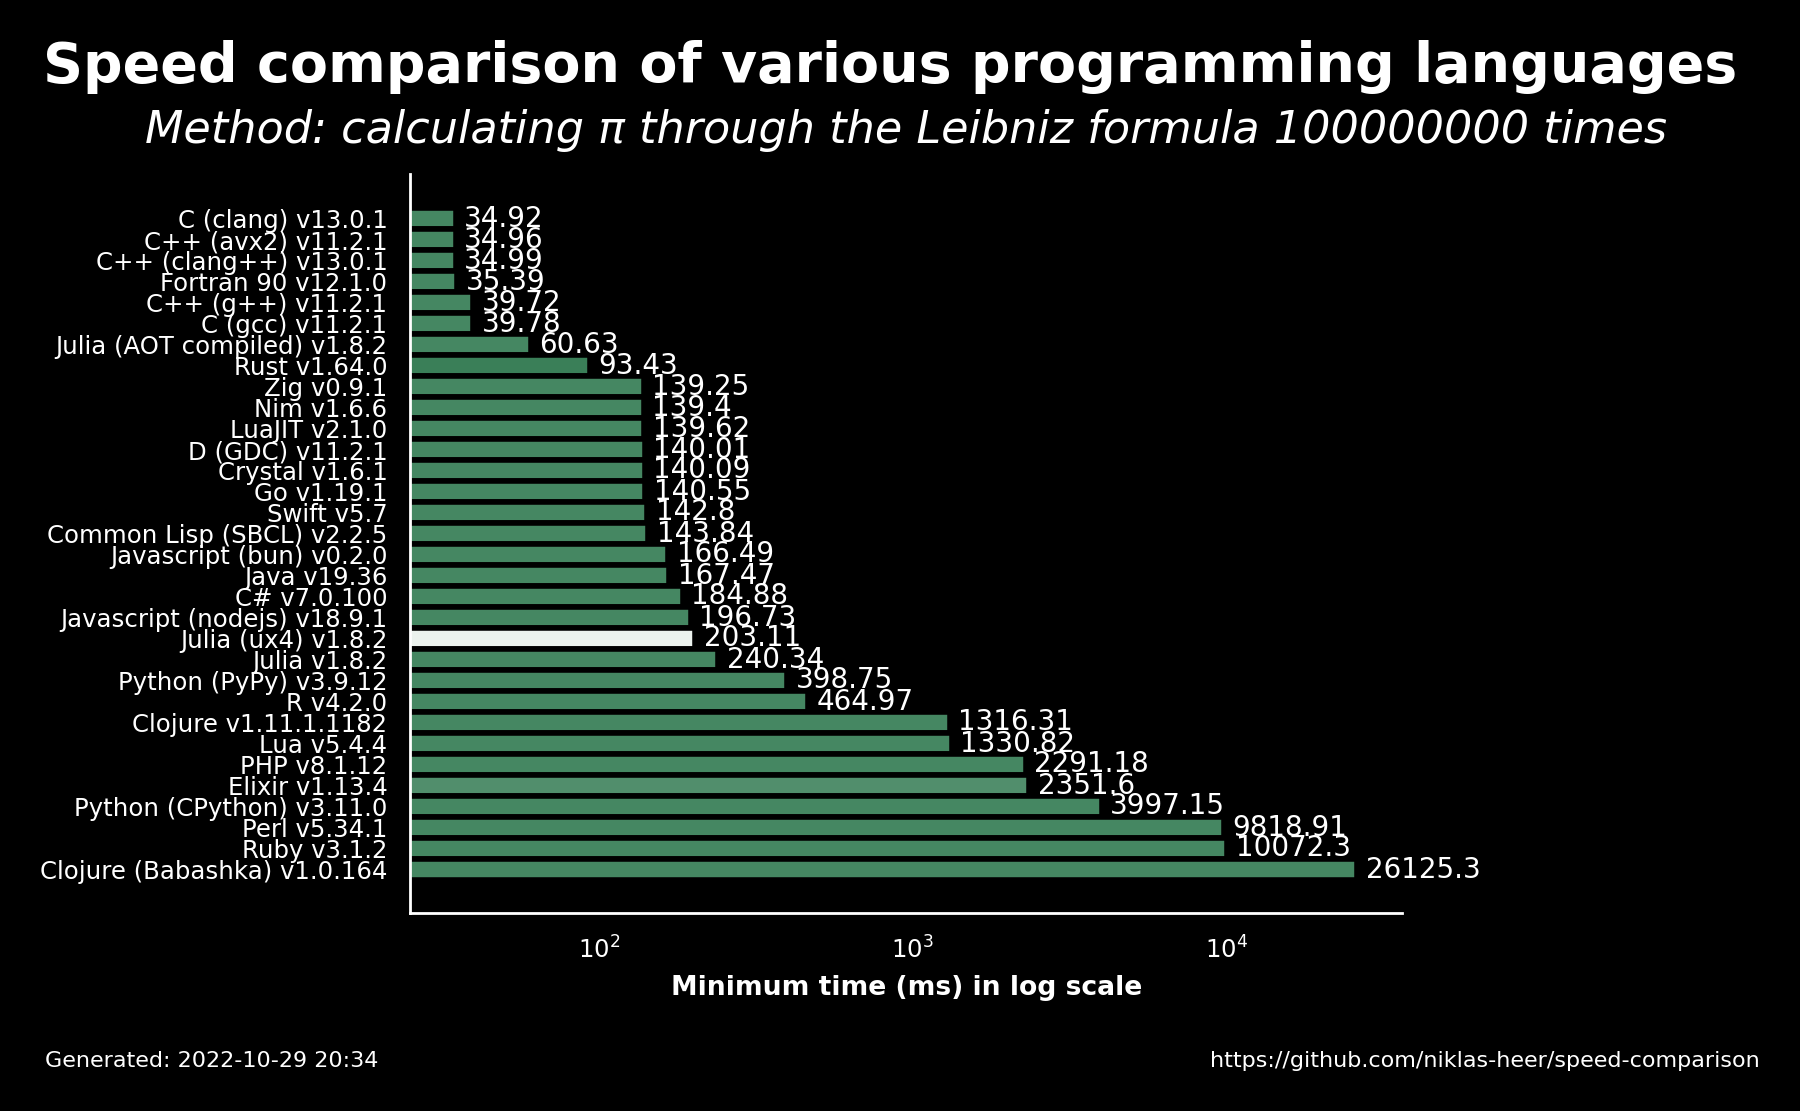 Speed comparison of various programming languages
Method: calculating π through the Leibniz formula 100000000 times
C (clang) v13.0.1 34.92
C++ (avx2) v11.2.1 34.96
C++ (clang++) v13.0.1 34.99
Fortran 90 v12.1.0 35.39
C++ (g++) v11.2.1 39.72
C (gcc) v11.2.1 39.78
Julia (AOT compiled) v1.8.2 60.63
Rust v1.64.0 93.43
Zig v0.9.1 139.25
Nim v1.6.6 139.4
LuaJIT v2.1.0 139.62
D (GDC) v11.2.1 140.01
Crystal v1.6.1 140.09
Go v1.19.1 140.55
Swift v5.7 142.8
Common Lisp (SBCL) v2.2.5 143.84
Javascript (bun) v0.2.0 166.49
Java v19.36 167.47
C# v7.0.100 184.88
Javascript (nodejs) v18.9.1 196.73
Julia (ux4) v1.8.2 203.11
Julia v1.8.2 240.34
Python (PyPy) v3.9.12 398.75
R v4.2.0 464.97
Clojure v1.11.1.1182 1316.31
Lua v5.4.4 1330.82
PHP v8.1.12 2291.18
Elixir v1.13.4 2351.6
Python (CPython) v3.11.0 3997.15
Perl v5.34.1 9818.91
Ruby v3.1.2 10072.3
Clojure (Babashka) v1.0.164 26125.3
10² 10³ 10⁴
Minimum time (ms) in log scale
Generated: 2022-10-29 20:34 https://github.com/niklas-heer/speed-comparison